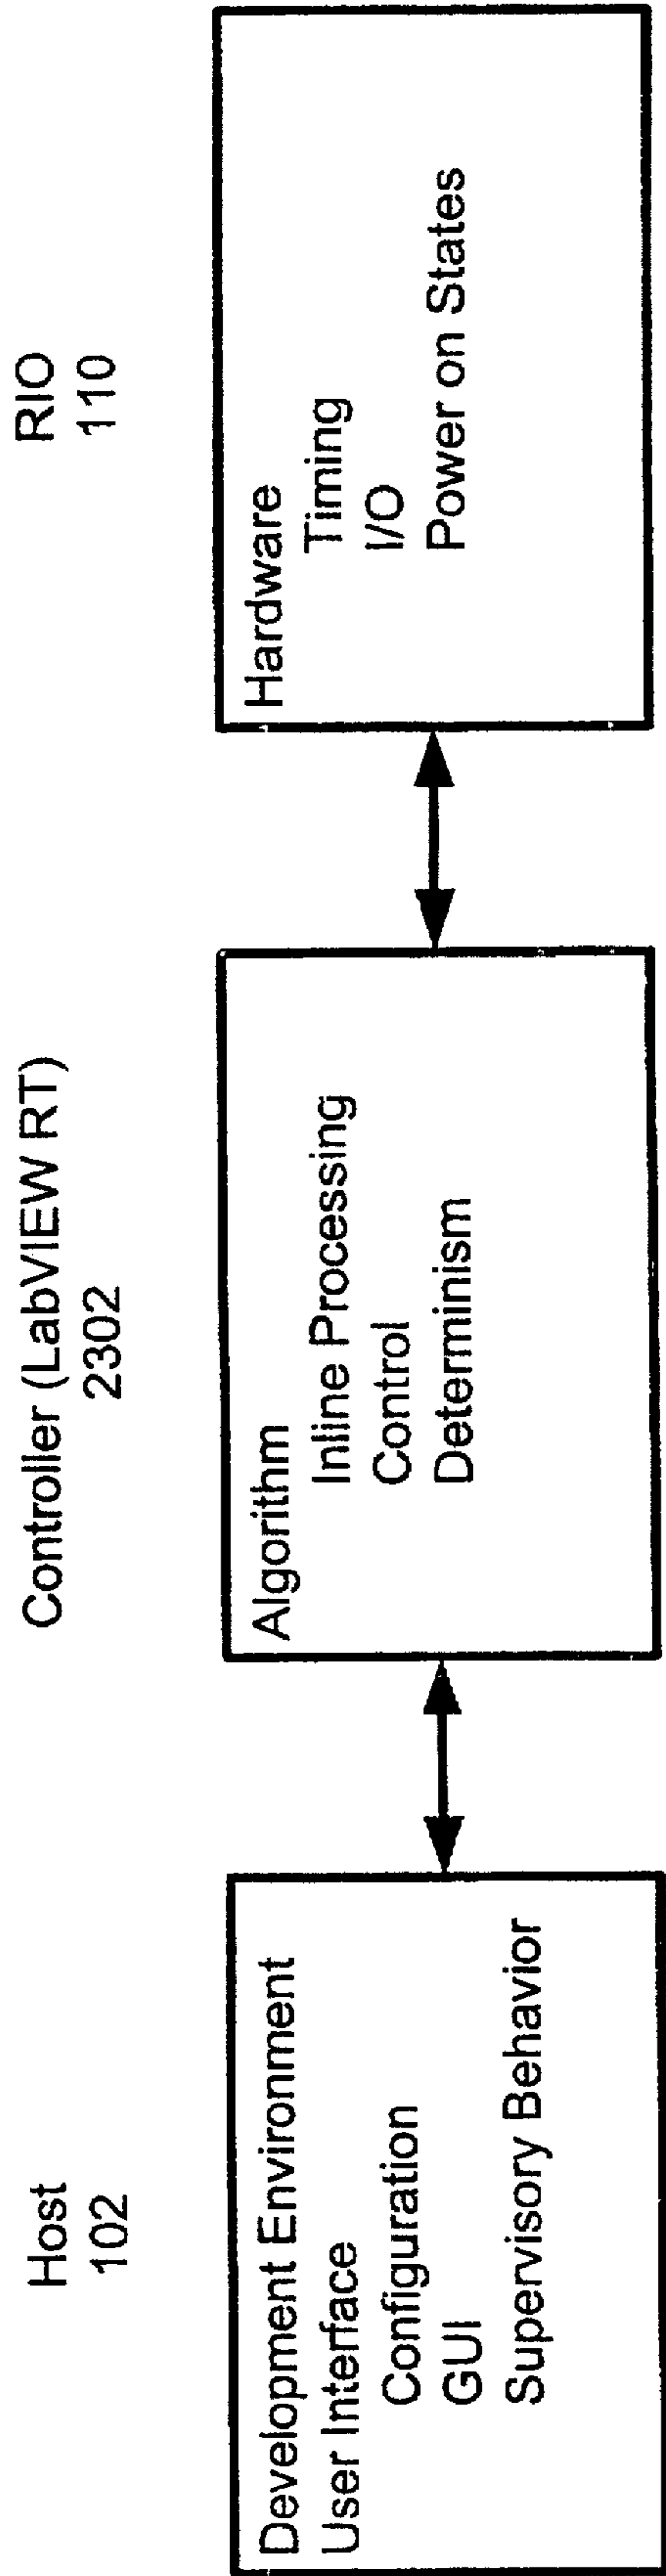 Host
102
Development Environment
User Interface
Configuration
GUI
Supervisory Behavior
Controller (LabVIEW RT)
2302
Algorithm
Inline Processing
Control
Determinism
RIO
110
Hardware
Timing
I/O
Power on States